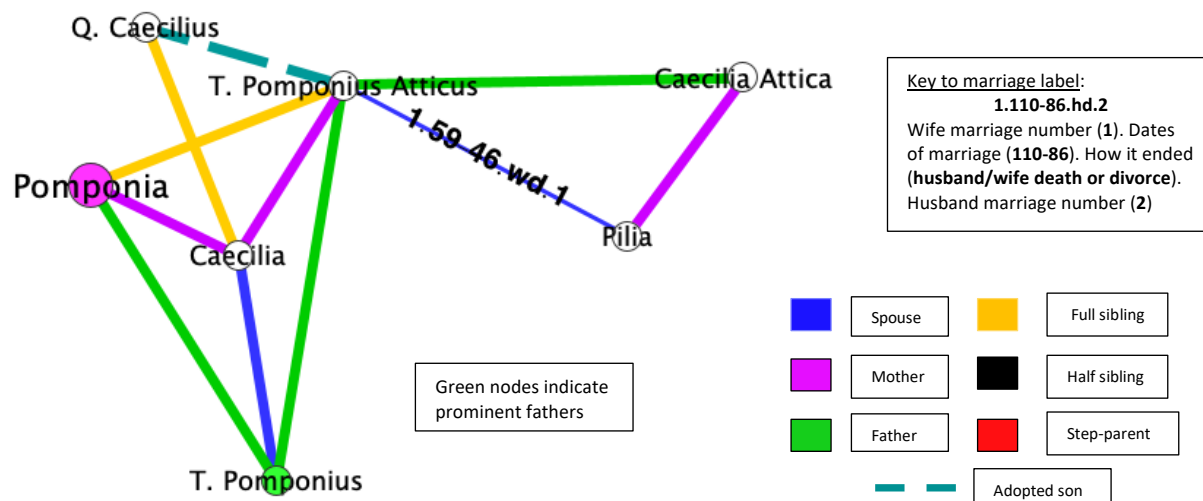 Q. Caecilius
T. Pomponius Atticus
Caecilia Attica
1.59 46.wd.1
Pomponia
Caecilia
Pilia
T. Pomponius
Green nodes indicate
prominent fathers
Key to marriage label:
1.110-86.hd.2
Wife marriage number (1). Dates
of marriage (110-86). How it ended
(husband/wife death or divorce).
Husband marriage number (2)
Spouse
Full sibling
Mother
Half sibling
Father
Step-parent
Adopted son